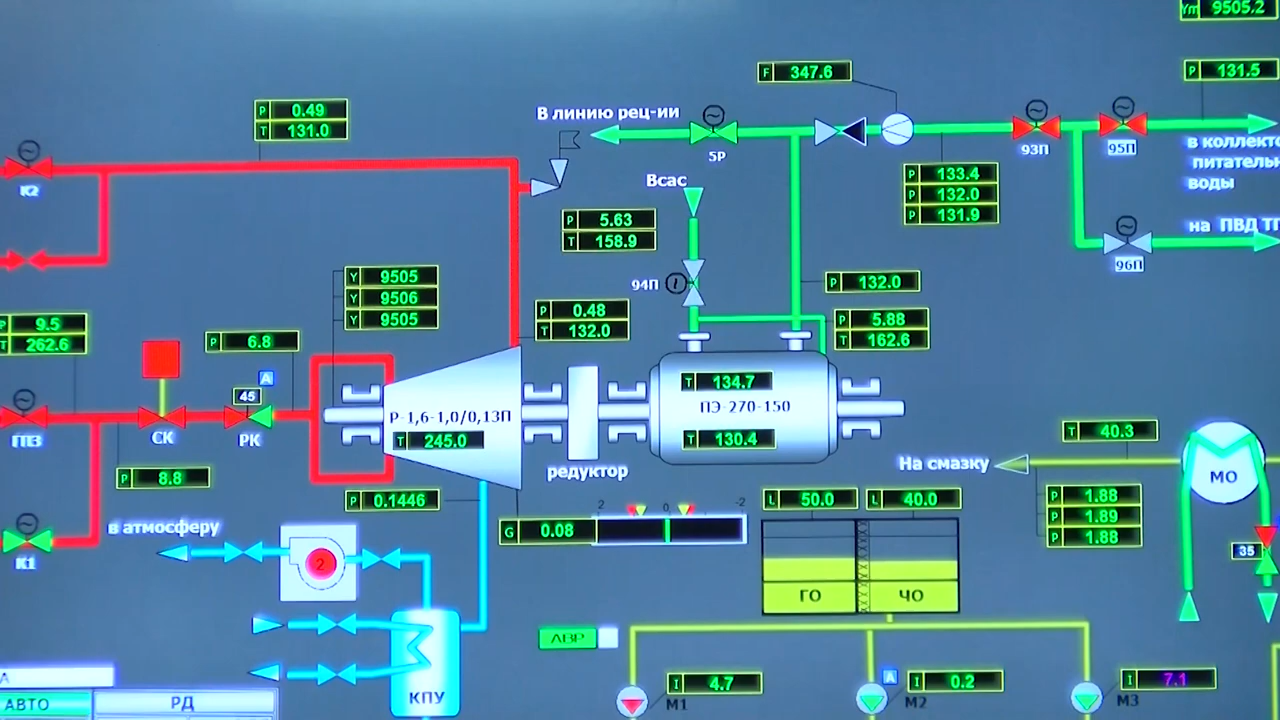 Ym 9505.2
F 347.6
P 131.5
P 0.49
T 131.0
В линию рец-ии
5Р
93П
95П
в коллект
питательн
воды
К2
Всас
P 133.4
P 132.0
P 131.9
P 5.63
T 158.9
на ПВД ТГ
96П
94П
Y 9505
Y 9506
Y 9505
P 132.0
P 9.5
T 262.6
P 6.8
P 0.48
T 132.0
P 5.88
T 162.6
A
45
T 134.7
ПЭ-270-150
T 130.4
Р-1,6-1,0/0,13П
T 245.0
ГПЗ
СК
РК
редуктор
T 40.3
На смазку
МО
P 8.8
P 0.1446
L 50.0
L 40.0
P 1.88
P 1.89
P 1.88
в атмосферу
2 0 -2
G 0.08
35
К1
2
ГО
ЧО
АВР
КПУ
I 4.7
М1
A
I 0.2
М2
I 7.1
М3
А
АВТО
РД